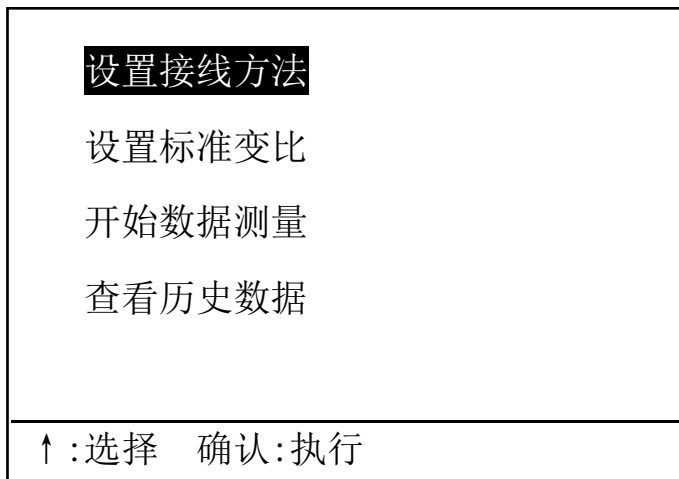 设置接线方法
设置标准变比
开始数据测量
查看历史数据
↑:选择 确认:执行